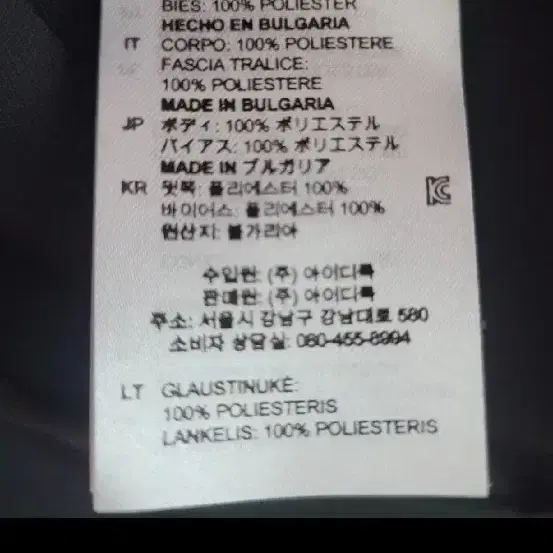 BIES: 100% POLIESTER
HECHO EN BULGARIA
IT CORPO: 100% POLIESTERE
FASCIA TRALICE:
100% POLIESTERE
MADE IN BULGARIA
JP ボディ: 100% ポリエステル
バイアス: 100% ポリエステル
MADE IN ブルガリア
KR 겉쪽: 폴리에스터 100%
바이어스: 폴리에스터 100%
원산지: 불가리아
수입원: (주) 아이디룩
판매원: (주) 아이디룩
주소: 서울시 강남구 강남대로 580
소비자 상담실: 080-455-8994
LT GLAUSTINUKĖ:
100% POLIESTERIS
LANKELIS: 100% POLIESTERIS